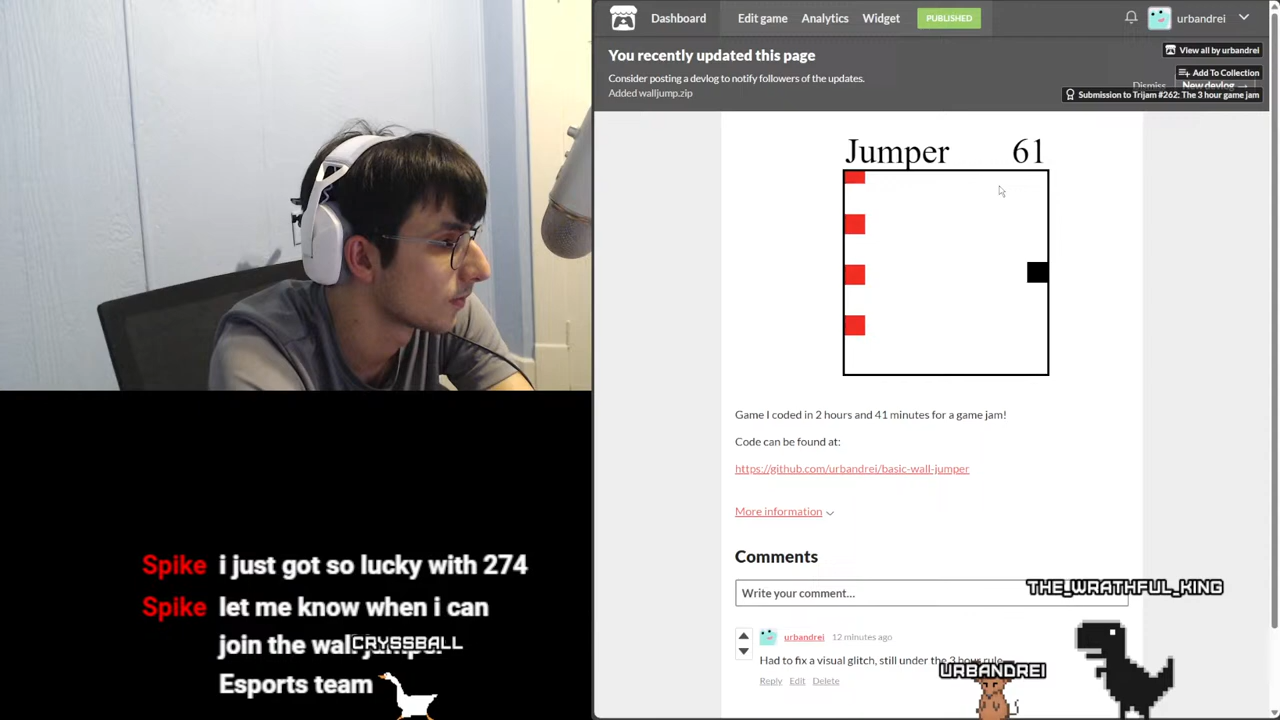 Dashboard Edit game Analytics Widget PUBLISHED urbandrei
You recently updated this page
View all by urbandrei
Consider posting a devlog to notify followers of the updates.
Add To Collection
Dismiss New devlog →
Added walljump.zip
Submission to Trijam #262: The 3 hour game jam
Jumper 61
Game I coded in 2 hours and 41 minutes for a game jam!
Code can be found at:
https://github.com/urbandrei/basic-wall-jumper
More information
Comments
Write your comment...
urbandrei 12 minutes ago
Had to fix a visual glitch, still under the 3 hour rule
Reply Edit Delete
Spike i just got so lucky with 274
Spike let me know when i can
join the wall
Esports team
CRYSSBALL
THE_WRATHFUL_KING
URBANDREI